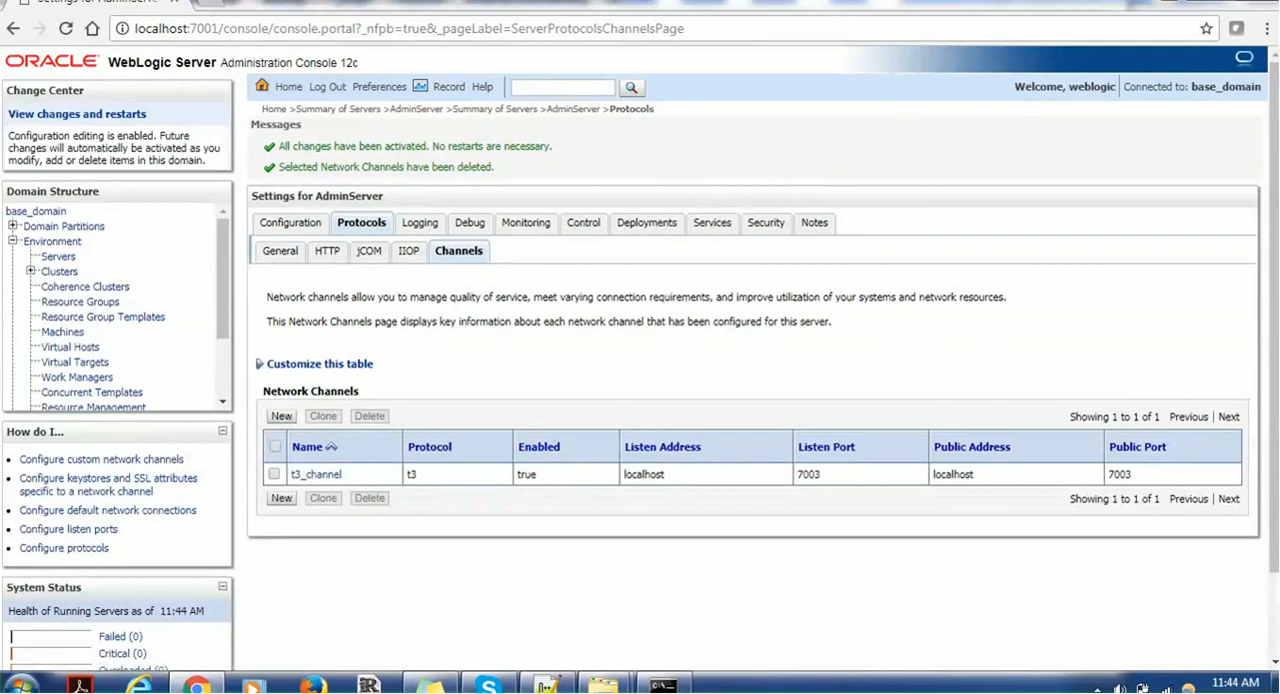 Settings for AdminServer
localhost:7001/console/console.portal?_nfpb=true&_pageLabel=ServerProtocolsChannelsPage
ORACLE WebLogic Server Administration Console 12c
Change Center
View changes and restarts
Configuration editing is enabled. Future
changes will automatically be activated as you
modify, add or delete items in this domain.
Domain Structure
base_domain
Domain Partitions
Environment
Servers
Clusters
Coherence Clusters
Resource Groups
Resource Group Templates
Machines
Virtual Hosts
Virtual Targets
Work Managers
Concurrent Templates
Resource Management
How do I...
Configure custom network channels
Configure keystores and SSL attributes
specific to a network channel
Configure default network connections
Configure listen ports
Configure protocols
System Status
Health of Running Servers as of 11:44 AM
Failed (0)
Critical (0)
Overloaded (0)
Home Log Out Preferences Record Help
Welcome, weblogic Connected to: base_domain
Home >Summary of Servers >AdminServer >Summary of Servers >AdminServer >Protocols
Messages
All changes have been activated. No restarts are necessary.
Selected Network Channels have been deleted.
Settings for AdminServer
Configuration Protocols Logging Debug Monitoring Control Deployments Services Security Notes
General HTTP jCOM IIOP Channels
Network channels allow you to manage quality of service, meet varying connection requirements, and improve utilization of your systems and network resources.
This Network Channels page displays key information about each network channel that has been configured for this server.
Customize this table
Network Channels
New Clone Delete Showing 1 to 1 of 1 Previous | Next
Name Protocol Enabled Listen Address Listen Port Public Address Public Port
t3_channel t3 true localhost 7003 localhost 7003
New Clone Delete Showing 1 to 1 of 1 Previous | Next
11:44 AM